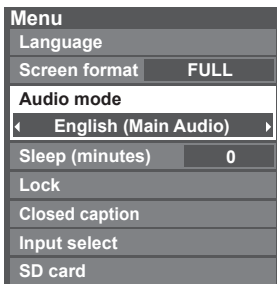 Menu
Language
Screen format FULL
Audio mode
English (Main Audio)
Sleep (minutes) 0
Lock
Closed caption
Input select
SD card